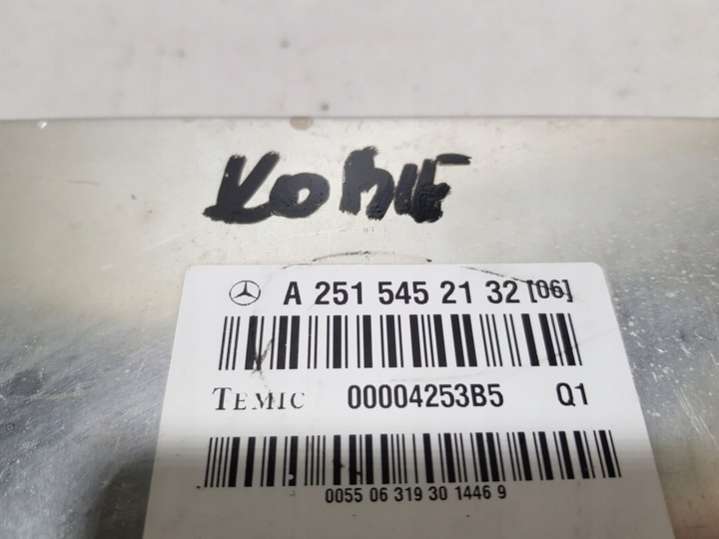 A 251 545 21 32 [06]
TEMIC 00004253B5 Q1
0055 06 319 30 1446 9